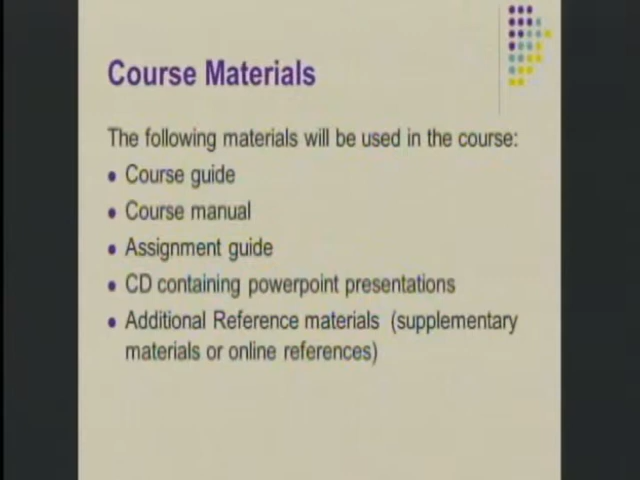 Course Materials
The following materials will be used in the course:
• Course guide
• Course manual
• Assignment guide
• CD containing powerpoint presentations
• Additional Reference materials (supplementary
materials or online references)